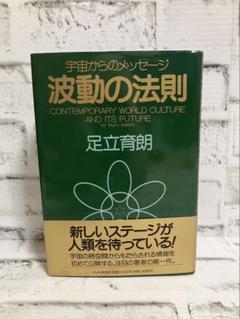 宇宙からのメッセージ
波動の法則
CONTEMPORARY WORLD CULTURE
AND ITS FUTURE
足立育朗
新しいステージが
人類を待っている!
宇宙の時空間からもたらされる情報を
初めて公開する、注目の著者の第一作。